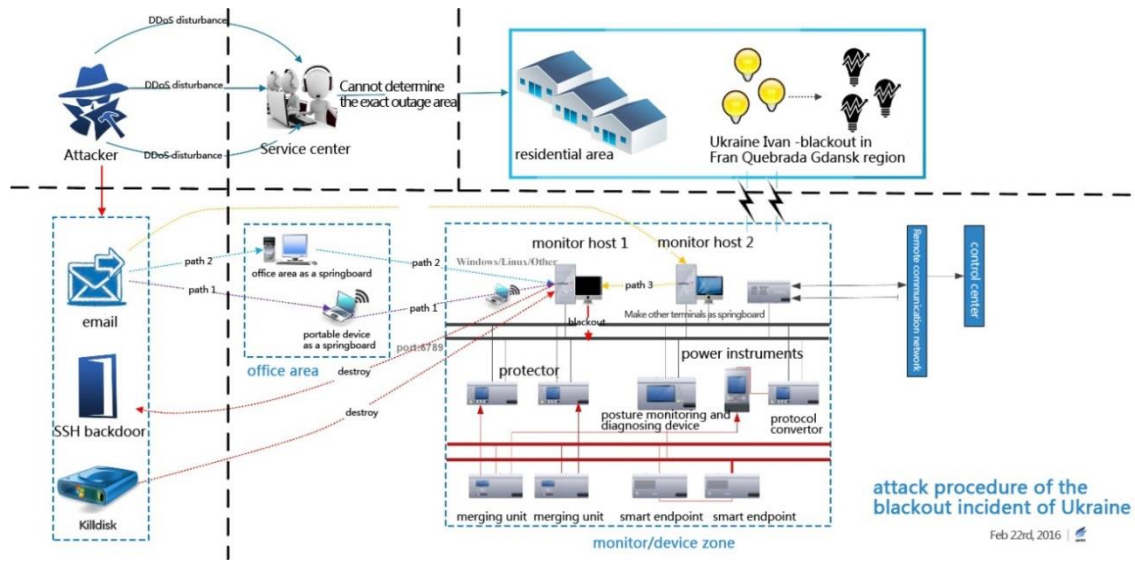 DDoS disturbance
DDoS disturbance
DDoS disturbance
Attacker
Service center
Cannot determine
the exact outage area
residential area
Ukraine Ivan -blackout in
Fran Quebrada Gdansk region
email
SSH backdoor
Killdisk
path 2
path 1
office area as a springboard
portable device
as a springboard
office area
path 2
path 1
destroy
destroy
monitor host 1
monitor host 2
Windows/Linux/Other
path 3
Make other terminals as springboard
blackout
port:6789
power instruments
protector
posture monitoring and
diagnosing device
protocol
convertor
merging unit
merging unit
smart endpoint
smart endpoint
monitor/device zone
Remote communication network
control center
attack procedure of the
blackout incident of Ukraine
Feb 22rd, 2016